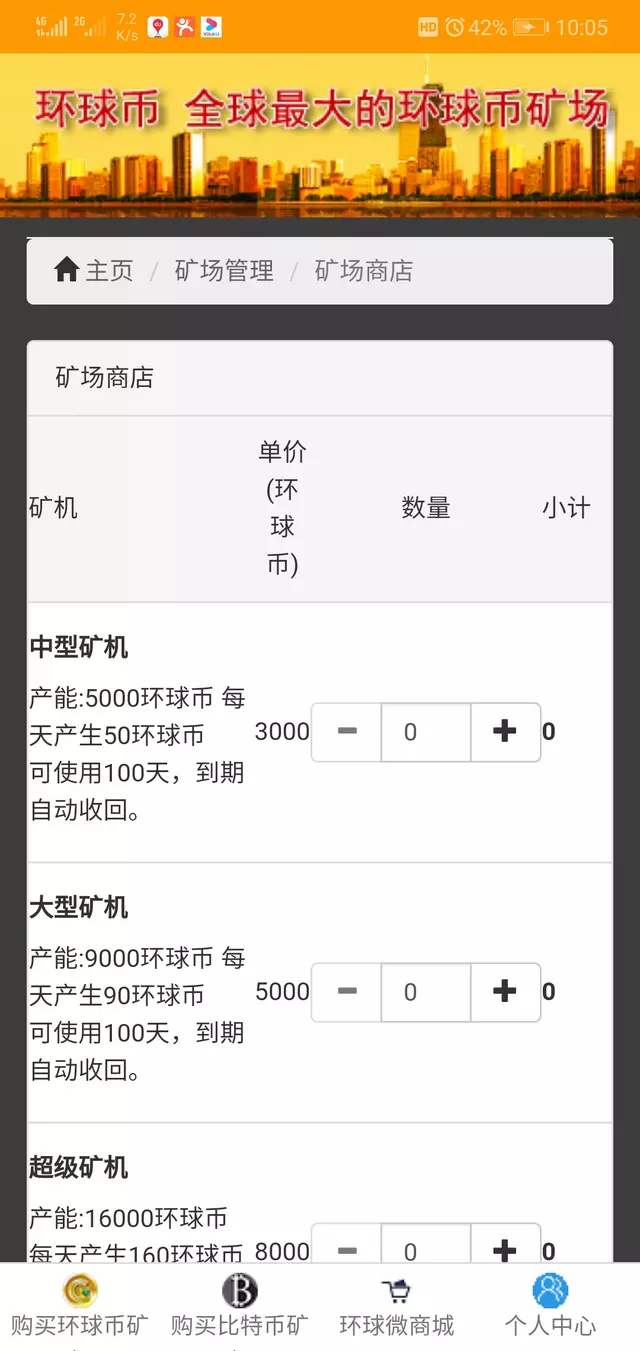 4G 2G 7.2 K/s HD 42% 10:05
环球币 全球最大的环球币矿场
主页 / 矿场管理 / 矿场商店
矿场商店
矿机
单价
(环
球
币)
数量
小计
中型矿机
产能:5000环球币 每
天产生50环球币
可使用100天，到期
自动收回。
3000 − 0 + 0
大型矿机
产能:9000环球币 每
天产生90环球币
可使用100天，到期
自动收回。
5000 − 0 + 0
超级矿机
产能:16000环球币
每天产生160环球币
8000 − 0 + 0
购买环球币矿 购买比特币矿 环球微商城 个人中心